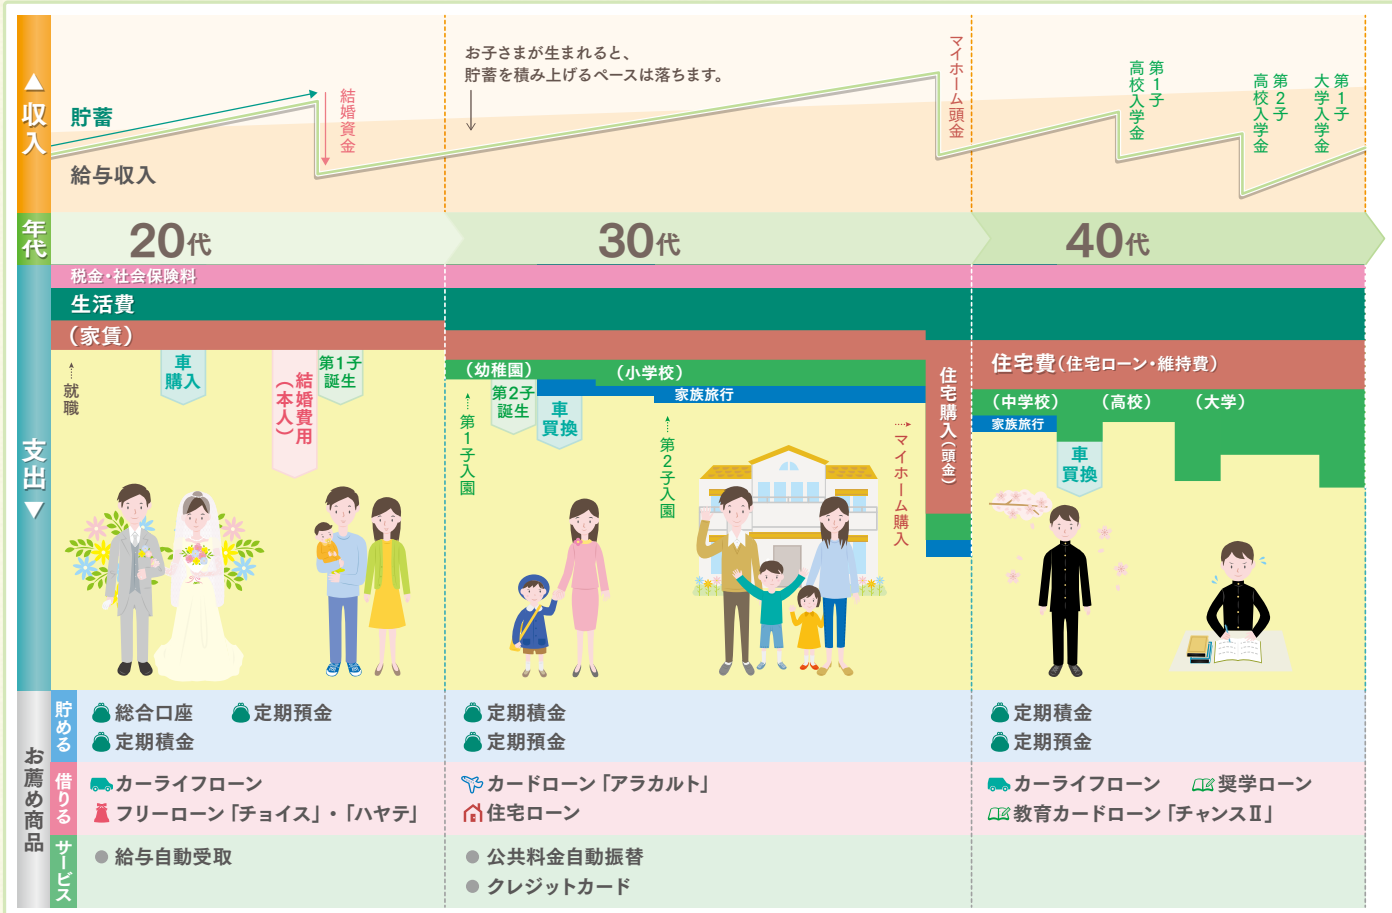 ▲収入
貯蓄
給与収入
結婚資金
お子さまが生まれると、
貯蓄を積み上げるペースは落ちます。
マイホーム頭金
第1子
高校入学金
第2子
高校入学金
第1子
大学入学金
年代
20代
30代
40代
支出▼
税金・社会保険料
生活費
（家賃）
就職
車
購入
結婚費用
（本人）
第1子
誕生
（幼稚園）
（小学校）
家族旅行
第1子入園
第2子
誕生
車
買換
第2子入園
マイホーム購入
住宅購入（頭金）
住宅費（住宅ローン・維持費）
（中学校）
（高校）
（大学）
家族旅行
車
買換
お薦め商品
貯める
総合口座
定期預金
定期積金
定期積金
定期預金
定期積金
定期預金
借りる
カーライフローン
フリーローン「チョイス」・「ハヤテ」
カードローン「アラカルト」
住宅ローン
カーライフローン
奨学ローン
教育カードローン「チャンスⅡ」
サービス
給与自動受取
公共料金自動振替
クレジットカード